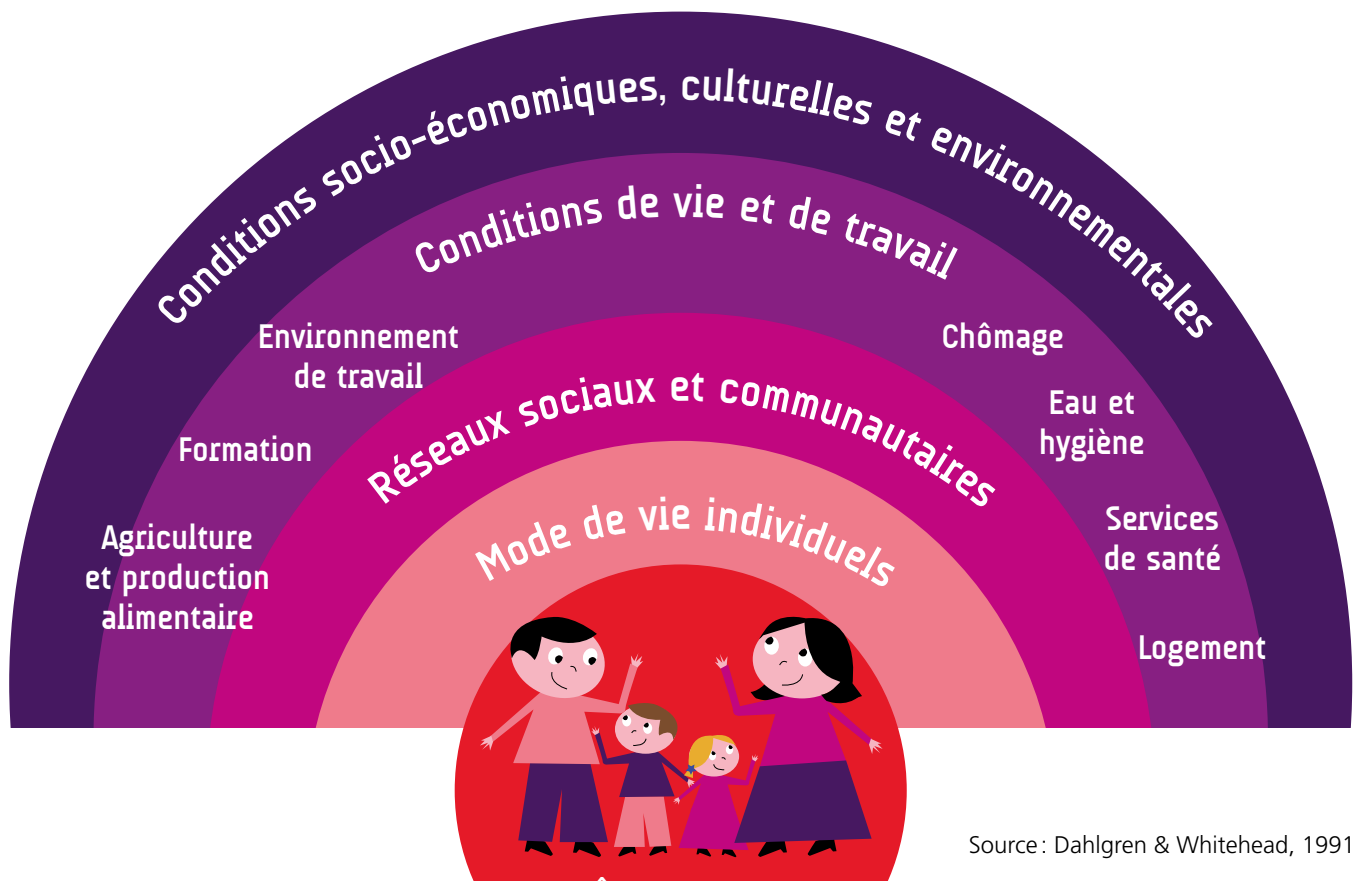 Conditions socio-économiques, culturelles et environnementales
Conditions de vie et de travail
Environnement
de travail
Formation
Agriculture
et production
alimentaire
Chômage
Eau et
hygiène
Services
de santé
Logement
Réseaux sociaux et communautaires
Mode de vie individuels
Source : Dahlgren & Whitehead, 1991